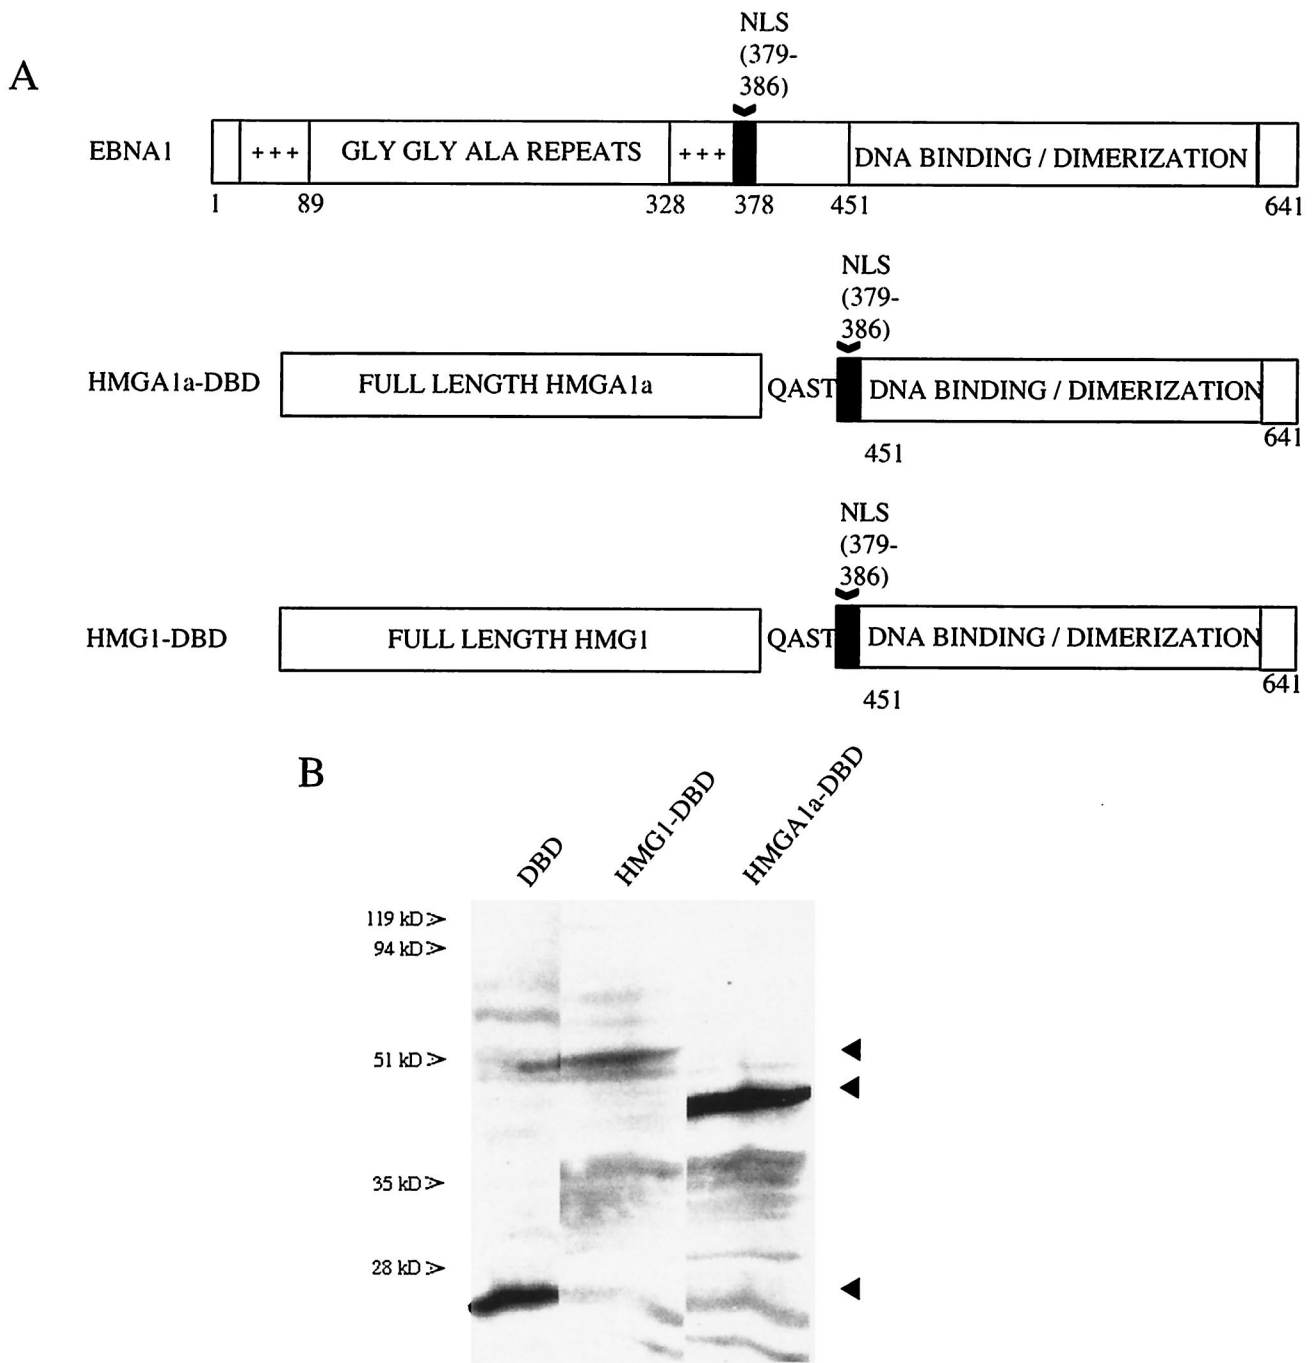 A
NLS
(379-
386)
EBNA1
+++
GLY GLY ALA REPEATS
+++
DNA BINDING / DIMERIZATION
1
89
328
378
451
641
NLS
(379-
386)
HMGA1a-DBD
FULL LENGTH HMGA1a
QAST
DNA BINDING / DIMERIZATION
451
641
NLS
(379-
386)
HMG1-DBD
FULL LENGTH HMG1
QAST
DNA BINDING / DIMERIZATION
451
641
B
DBD
HMG1-DBD
HMGA1a-DBD
119 kD
94 kD
51 kD
35 kD
28 kD